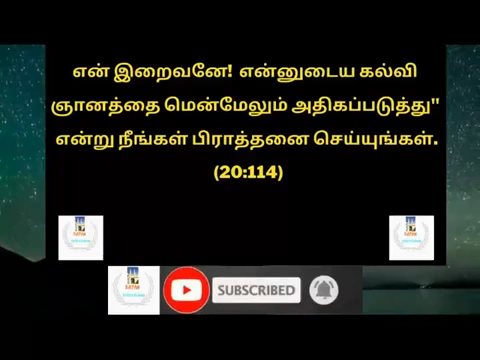 என் இறைவனே! என்னுடைய கல்வி
ஞானத்தை மென்மேலும் அதிகப்படுத்து"
என்று நீங்கள் பிராத்தனை செய்யுங்கள்.
(20:114)
SUBSCRIBED